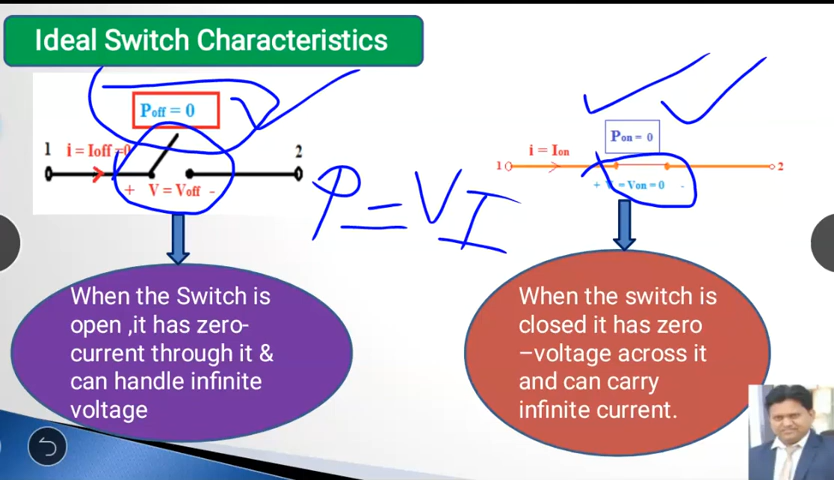 Ideal Switch Characteristics
Poff = 0
1 i = Ioff =0 2
+ V = Voff -
Pon = 0
i = Ion
1 2
+ = Von = 0 -
P = VI
When the Switch is
open ,it has zero-
current through it &
can handle infinite
voltage
When the switch is
closed it has zero
–voltage across it
and can carry
infinite current.